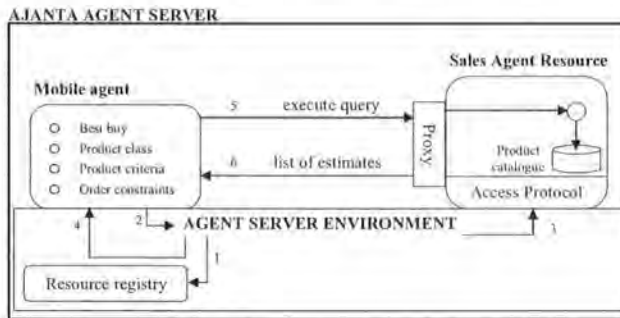 AJANTA AGENT SERVER
Sales Agent Resource
Mobile agent
5 execute query
Best buy
Product class
Product criteria
Order constraints
Proxy
6 list of estimates
Product
catalogue
Access Protocol
4 2 AGENT SERVER ENVIRONMENT 3
1
Resource registry